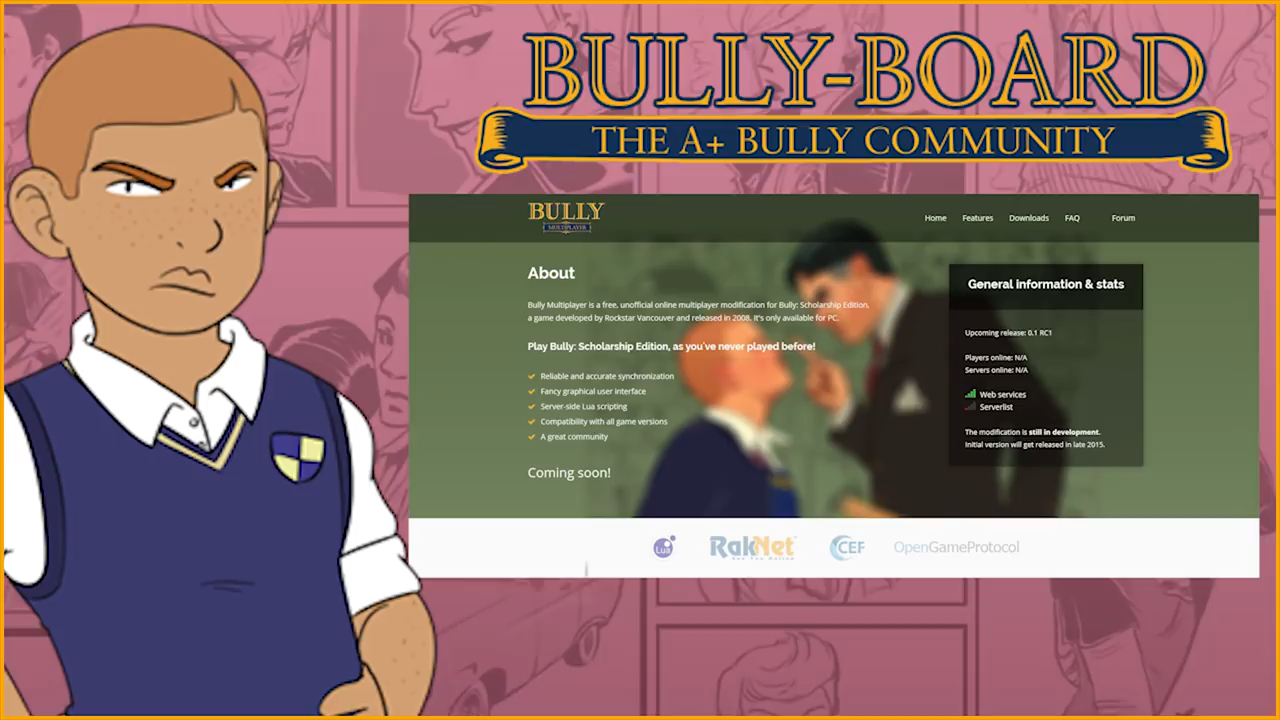 BULLY-BOARD
THE A+ BULLY COMMUNITY
BULLY
MULTIPLAYER
Home Features Downloads FAQ Forum
About
Bully Multiplayer is a free, unofficial online multiplayer modification for Bully: Scholarship Edition,
a game developed by Rockstar Vancouver and released in 2008. It's only available for PC.
Play Bully: Scholarship Edition, as you've never played before!
Reliable and accurate synchronization
Fancy graphical user interface
Server-side Lua scripting
Compatibility with all game versions
A great community
Coming soon!
General information & stats
Upcoming release: 0.1 RC1
Players online: N/A
Servers online: N/A
Web services
Serverlist
The modification is still in development.
Initial version will get released in late 2015.
Lua
RakNet
CEF
OpenGameProtocol